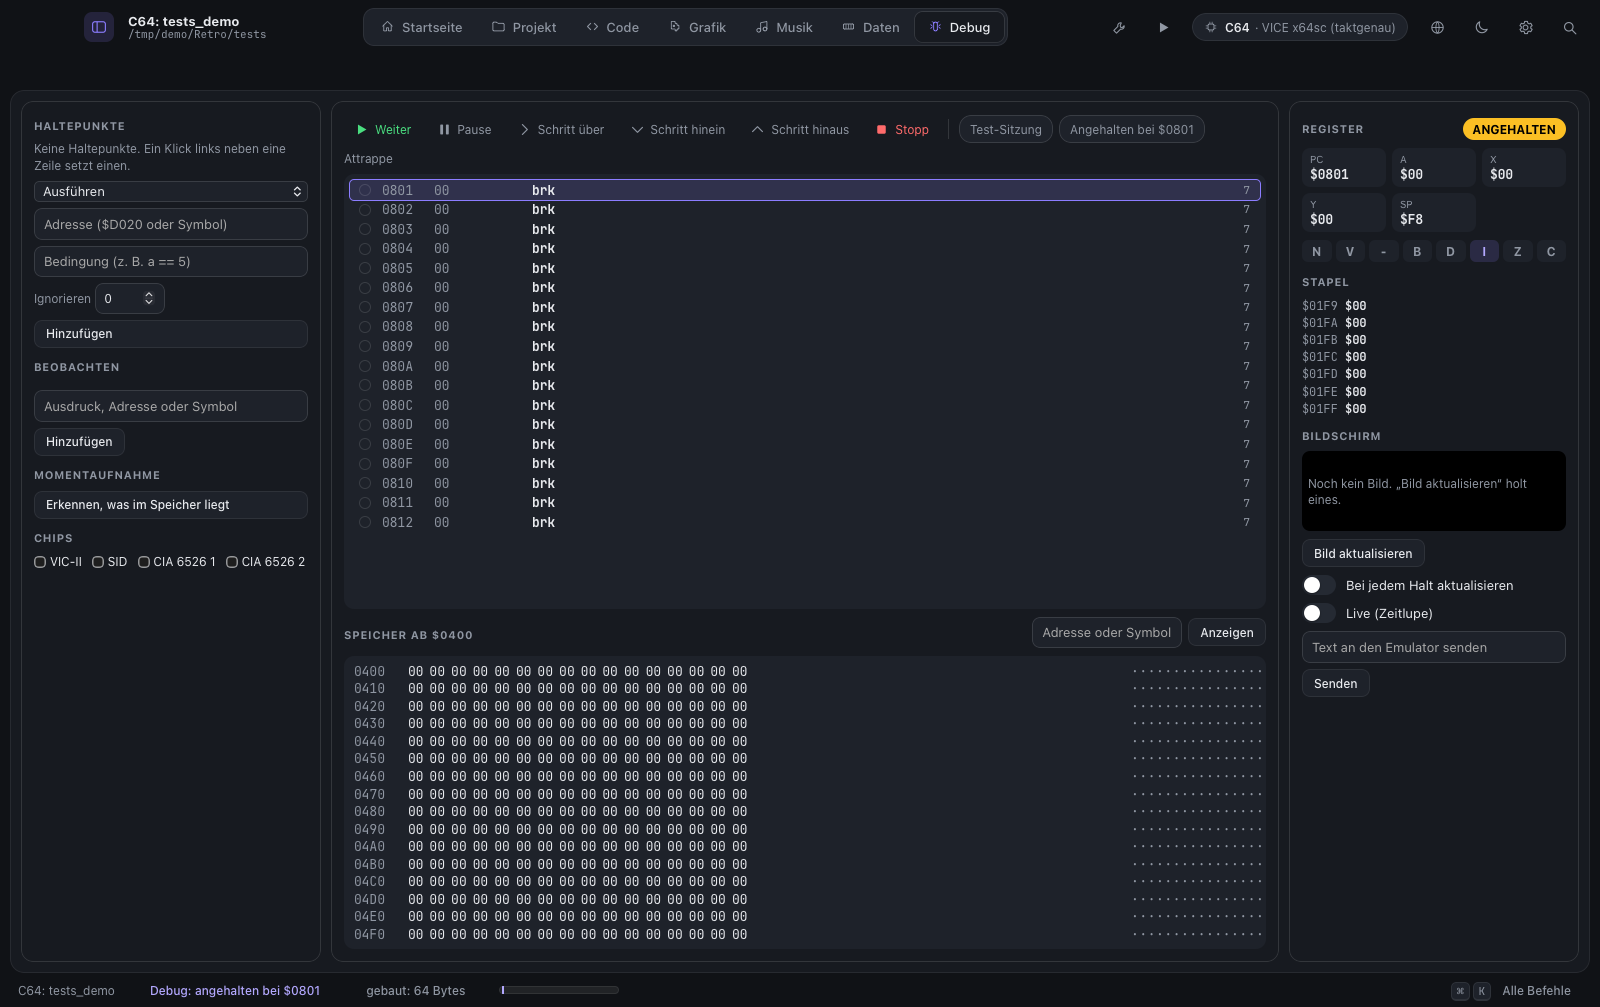 C64: tests_demo
/tmp/demo/Retro/tests
Startseite
Projekt
Code
Grafik
Musik
Daten
Debug
C64 · VICE x64sc (taktgenau)
HALTEPUNKTE
Keine Haltepunkte. Ein Klick links neben eine
Zeile setzt einen.
Ausführen
Adresse ($D020 oder Symbol)
Bedingung (z. B. a == 5)
Ignorieren 0
Hinzufügen
BEOBACHTEN
Ausdruck, Adresse oder Symbol
Hinzufügen
MOMENTAUFNAHME
Erkennen, was im Speicher liegt
CHIPS
VIC-II SID CIA 6526 1 CIA 6526 2
Weiter
Pause
Schritt über
Schritt hinein
Schritt hinaus
Stopp
Test-Sitzung
Angehalten bei $0801
Attrappe
0801 00 brk 7
0802 00 brk 7
0803 00 brk 7
0804 00 brk 7
0805 00 brk 7
0806 00 brk 7
0807 00 brk 7
0808 00 brk 7
0809 00 brk 7
080A 00 brk 7
080B 00 brk 7
080C 00 brk 7
080D 00 brk 7
080E 00 brk 7
080F 00 brk 7
0810 00 brk 7
0811 00 brk 7
0812 00 brk 7
SPEICHER AB $0400
Adresse oder Symbol
Anzeigen
0400 00 00 00 00 00 00 00 00 00 00 00 00 00 00 00 00 ················
0410 00 00 00 00 00 00 00 00 00 00 00 00 00 00 00 00 ················
0420 00 00 00 00 00 00 00 00 00 00 00 00 00 00 00 00 ················
0430 00 00 00 00 00 00 00 00 00 00 00 00 00 00 00 00 ················
0440 00 00 00 00 00 00 00 00 00 00 00 00 00 00 00 00 ················
0450 00 00 00 00 00 00 00 00 00 00 00 00 00 00 00 00 ················
0460 00 00 00 00 00 00 00 00 00 00 00 00 00 00 00 00 ················
0470 00 00 00 00 00 00 00 00 00 00 00 00 00 00 00 00 ················
0480 00 00 00 00 00 00 00 00 00 00 00 00 00 00 00 00 ················
0490 00 00 00 00 00 00 00 00 00 00 00 00 00 00 00 00 ················
04A0 00 00 00 00 00 00 00 00 00 00 00 00 00 00 00 00 ················
04B0 00 00 00 00 00 00 00 00 00 00 00 00 00 00 00 00 ················
04C0 00 00 00 00 00 00 00 00 00 00 00 00 00 00 00 00 ················
04D0 00 00 00 00 00 00 00 00 00 00 00 00 00 00 00 00 ················
04E0 00 00 00 00 00 00 00 00 00 00 00 00 00 00 00 00 ················
04F0 00 00 00 00 00 00 00 00 00 00 00 00 00 00 00 00 ················
REGISTER
ANGEHALTEN
PC A X
$0801 $00 $00
Y SP
$00 $F8
N V - B D I Z C
STAPEL
$01F9 $00
$01FA $00
$01FB $00
$01FC $00
$01FD $00
$01FE $00
$01FF $00
BILDSCHIRM
Noch kein Bild. „Bild aktualisieren" holt
eines.
Bild aktualisieren
Bei jedem Halt aktualisieren
Live (Zeitlupe)
Text an den Emulator senden
Senden
C64: tests_demo
Debug: angehalten bei $0801
gebaut: 64 Bytes
⌘ K Alle Befehle